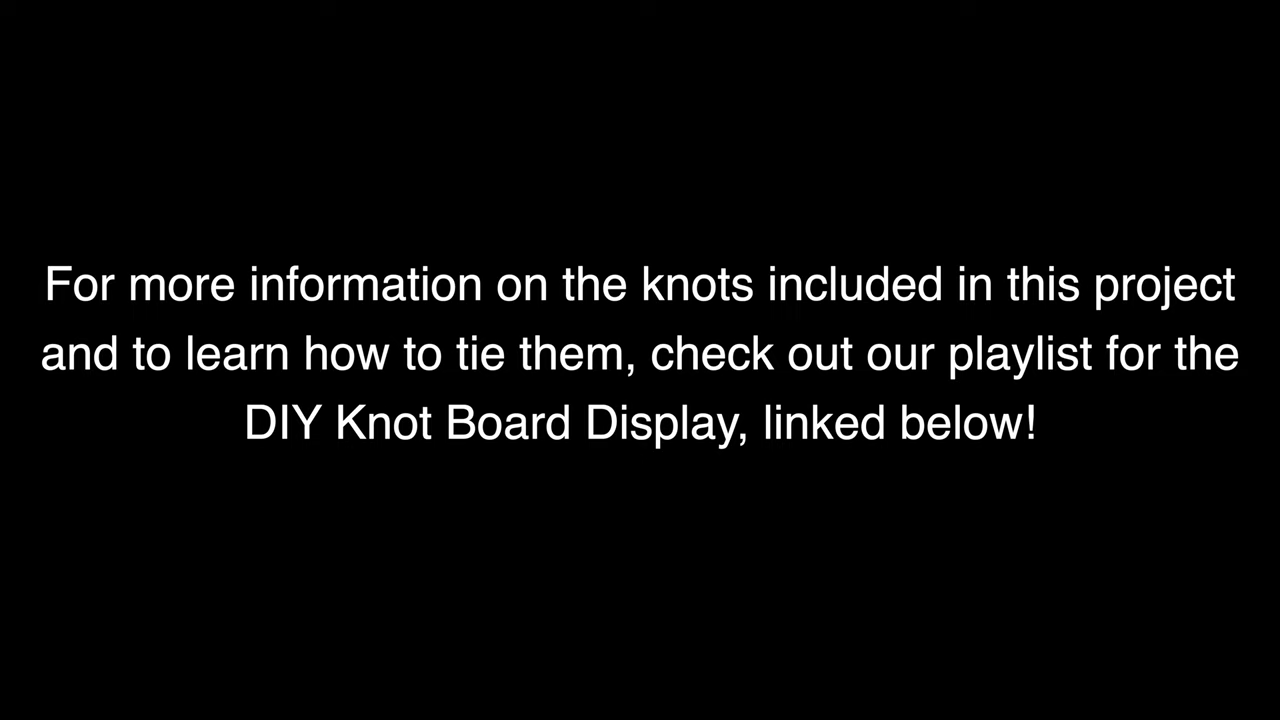 For more information on the knots included in this project
and to learn how to tie them, check out our playlist for the
DIY Knot Board Display, linked below!